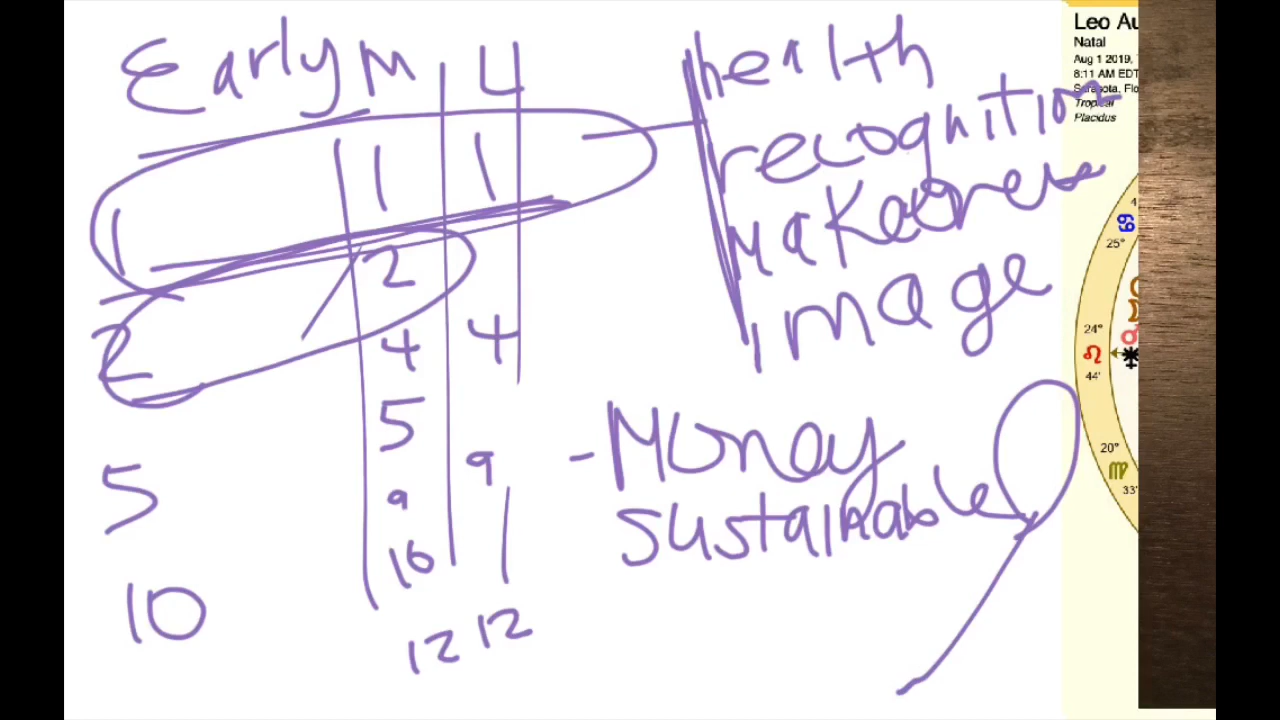 Early M 4
1 1 1
2 2
4 4
5 5
9 9
10 10
12 12
health
recognition
image
- Money
sustainable
Leo Au
Natal
Aug 1 2019,
8:11 AM EDT
Sarasota, Flo
Tropical
Placidus
25°
24°
44'
20°
33'